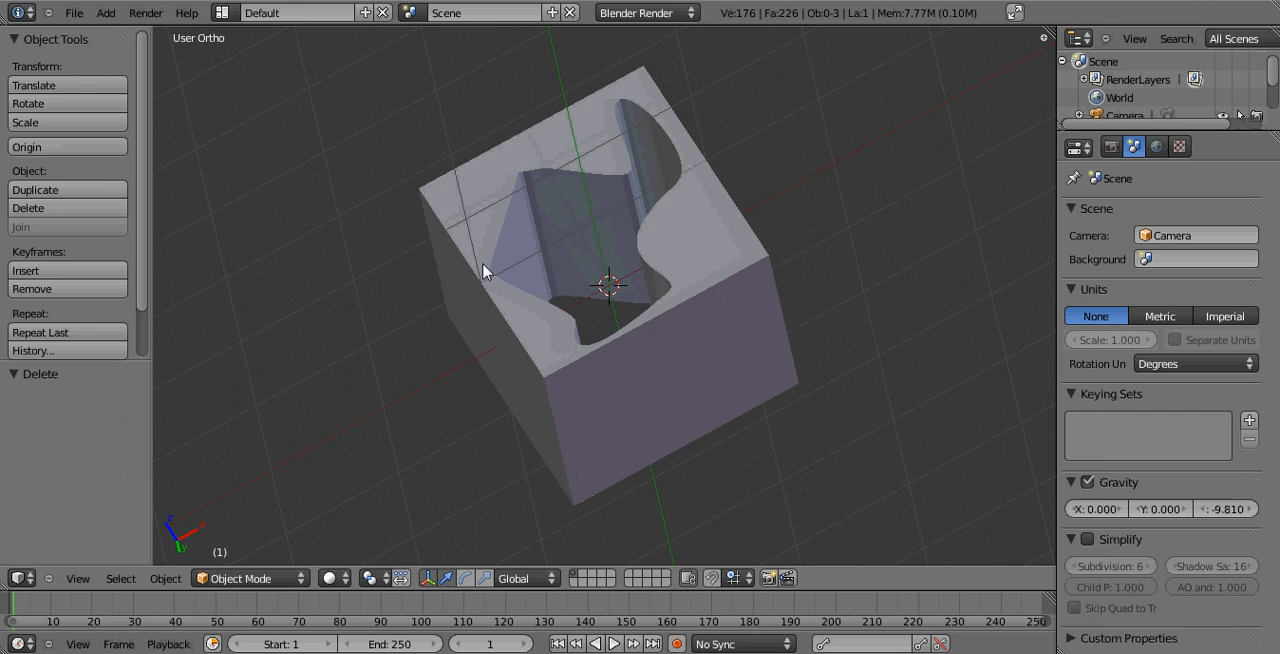 File Add Render Help Default Scene Blender Render Ve:176 | Fa:226 | Ob:0-3 | La:1 | Mem:7.77M (0.10M)
Object Tools
Transform:
Translate
Rotate
Scale
Origin
Object:
Duplicate
Delete
Join
Keyframes:
Insert
Remove
Repeat:
Repeat Last
History...
Delete
User Ortho
z x y
(1)
View Select Object Object Mode Global
10 20 30 40 50 60 70 80 90 100 110 120 130 140 150 160 170 180 190 200 210 220 230 240 250
View Frame Playback Start: 1 End: 250 1 No Sync
View Search All Scenes
Scene
RenderLayers |
World
Camera |
Scene
Scene
Camera: Camera
Background
Units
None Metric Imperial
Scale: 1.000 Separate Units
Rotation Un Degrees
Keying Sets
Gravity
X: 0.000 Y: 0.000 : -9.810
Simplify
Subdivision: 6 Shadow Sa: 16
Child P: 1.000 AO and: 1.000
Skip Quad to Tr
Custom Properties